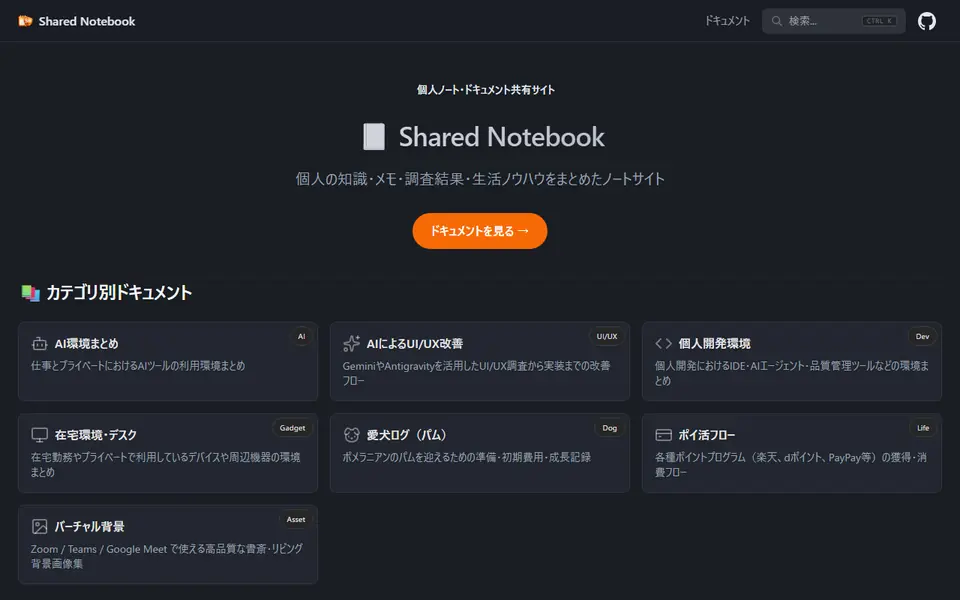 Shared Notebook
ドキュメント
検索...
CTRL K
個人ノート・ドキュメント共有サイト
Shared Notebook
個人の知識・メモ・調査結果・生活ノウハウをまとめたノートサイト
ドキュメントを見る →
カテゴリ別ドキュメント
AI環境まとめ
AI
仕事とプライベートにおけるAIツールの利用環境まとめ
AIによるUI/UX改善
UI/UX
GeminiやAntigravityを活用したUI/UX調査から実装までの改善
フロー
個人開発環境
Dev
個人開発におけるIDE・AIエージェント・品質管理ツールなどの環境ま
とめ
在宅環境・デスク
Gadget
在宅勤務やプライベートで利用しているデバイスや周辺機器の環境
まとめ
愛犬ログ（パム）
Dog
ポメラニアンのパムを迎えるための準備・初期費用・成長記録
ポイ活フロー
Life
各種ポイントプログラム（楽天、dポイント、PayPay等）の獲得・消
費フロー
バーチャル背景
Asset
Zoom / Teams / Google Meet で使える高品質な書斎・リビング
背景画像集